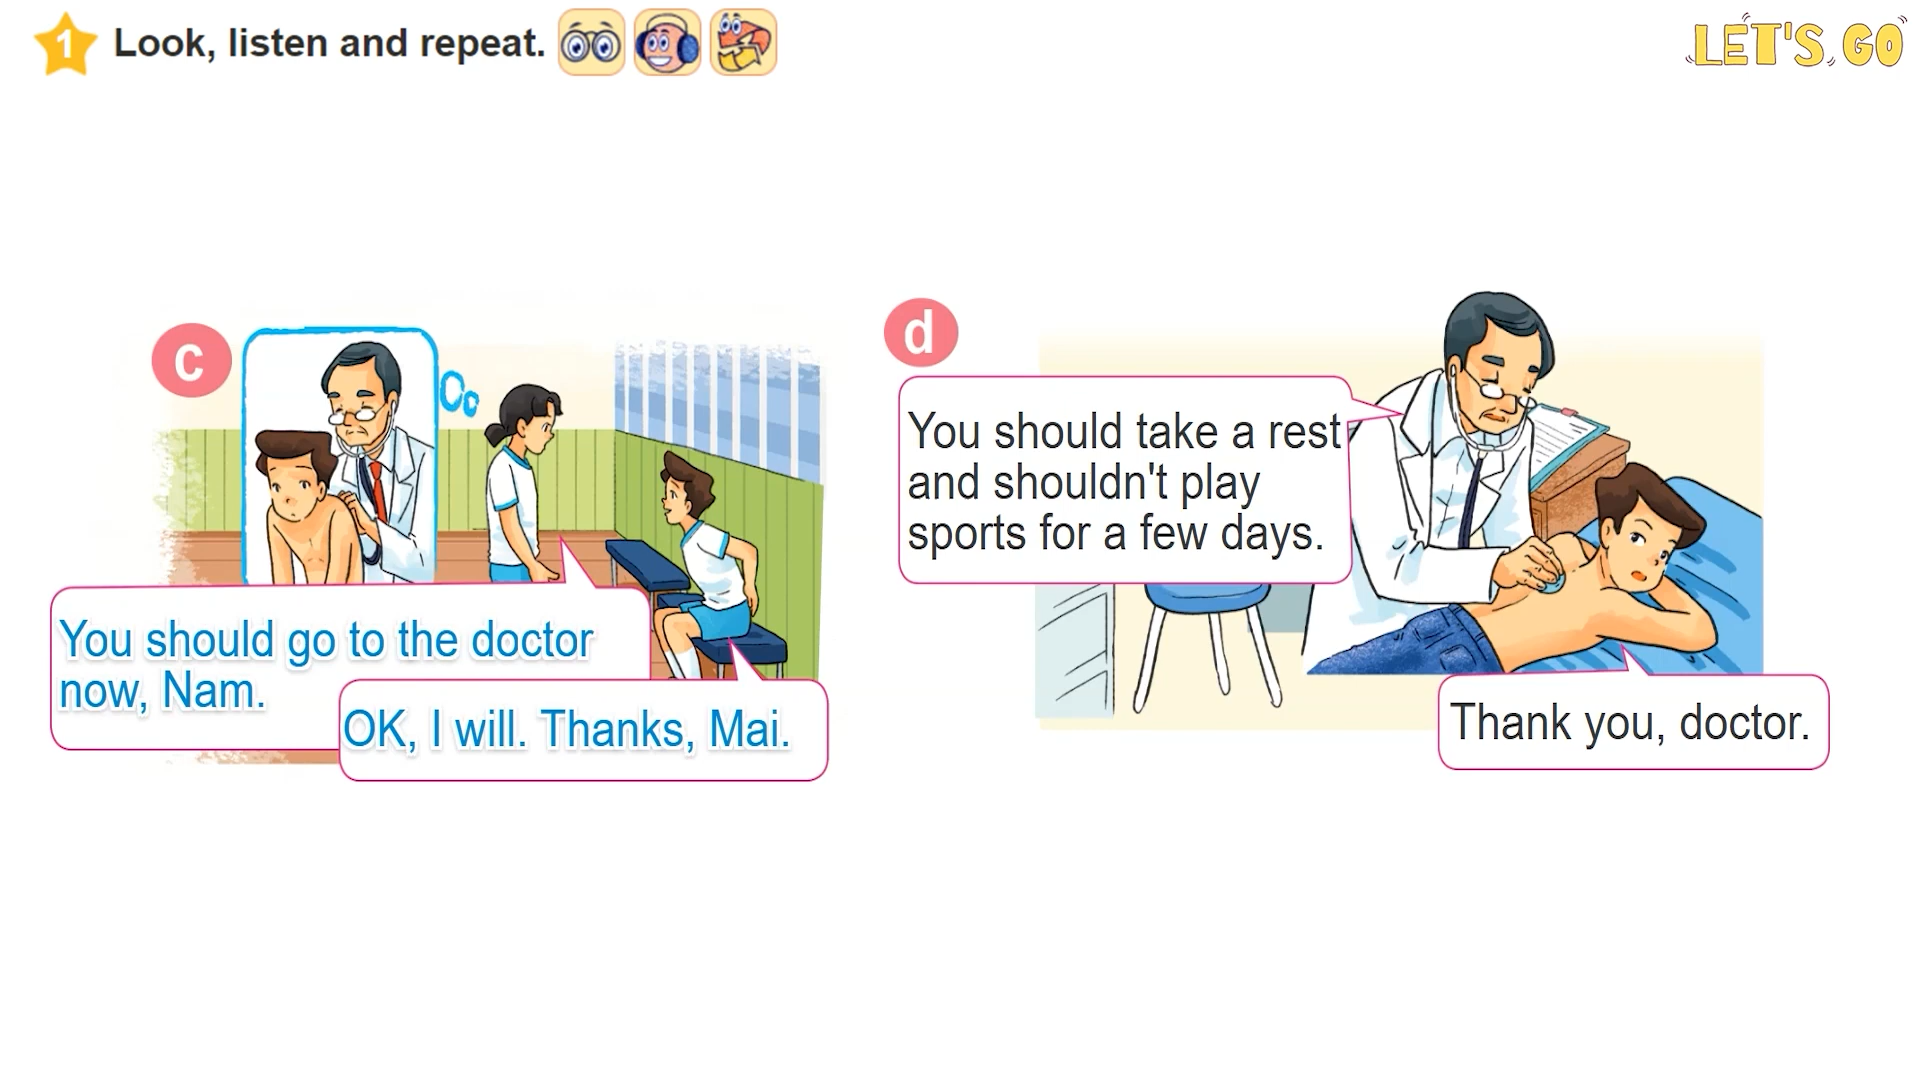 1 Look, listen and repeat.
LET'S GO
c
You should go to the doctor
now, Nam.
OK, I will. Thanks, Mai.
d
You should take a rest
and shouldn't play
sports for a few days.
Thank you, doctor.